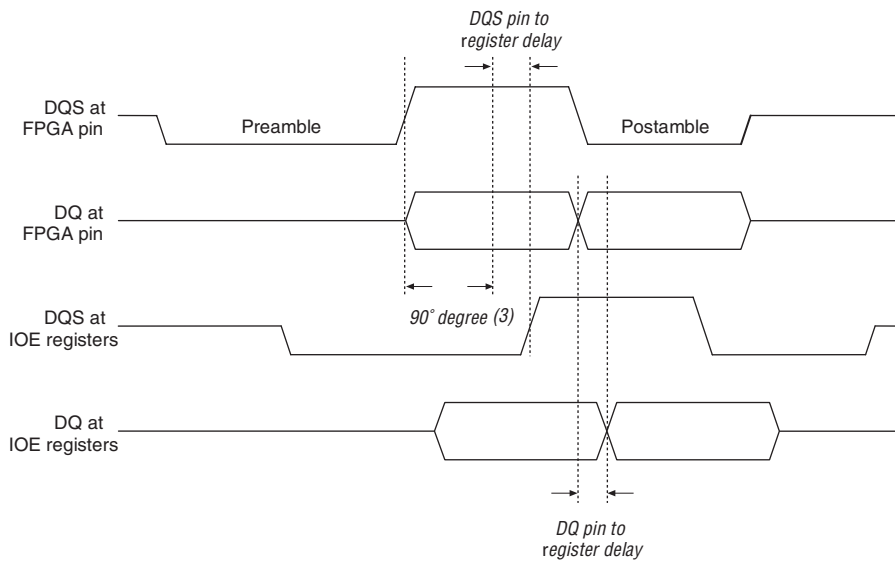 DQS pin to
register delay
DQS at
FPGA pin
Preamble
Postamble
DQ at
FPGA pin
90° degree (3)
DQS at
IOE registers
DQ at
IOE registers
DQ pin to
register delay